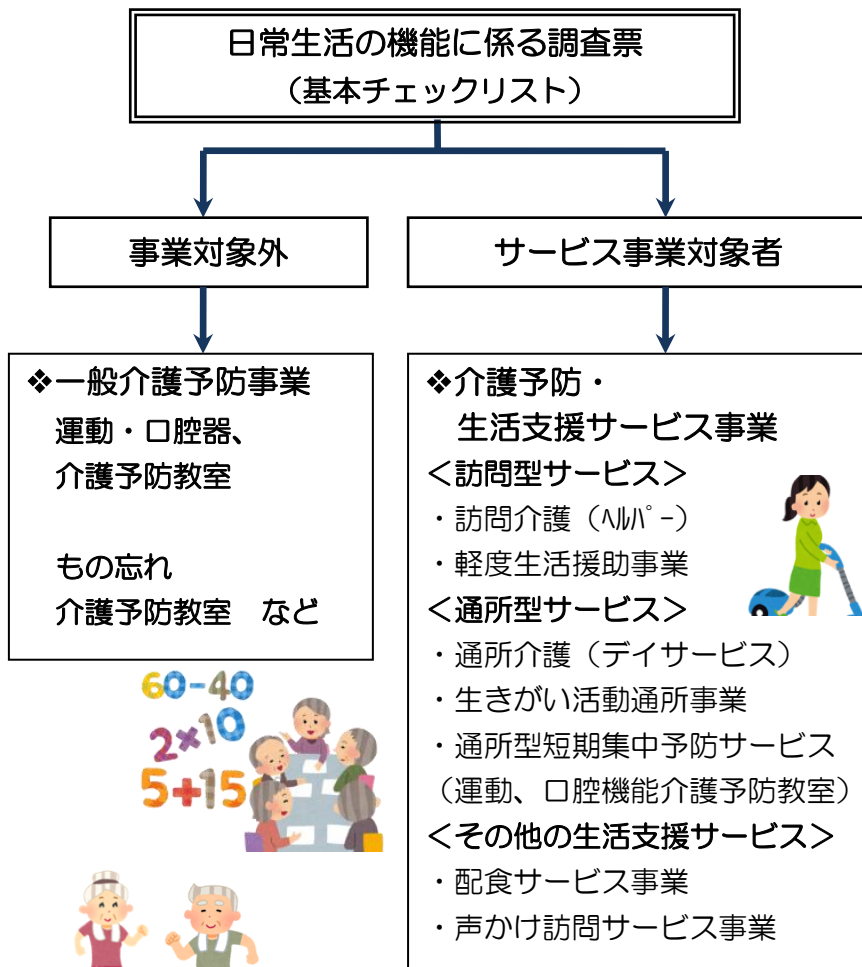 日常生活の機能に係る調査票
（基本チェックリスト）
事業対象外
サービス事業対象者
❖一般介護予防事業
運動・口腔器、
介護予防教室
もの忘れ
介護予防教室　など
❖介護予防・
生活支援サービス事業
＜訪問型サービス＞
・訪問介護（ﾍﾙﾊﾟｰ）
・軽度生活援助事業
＜通所型サービス＞
・通所介護（デイサービス）
・生きがい活動通所事業
・通所型短期集中予防サービス
（運動、口腔機能介護予防教室）
＜その他の生活支援サービス＞
・配食サービス事業
・声かけ訪問サービス事業
60-40
2×10
5+15